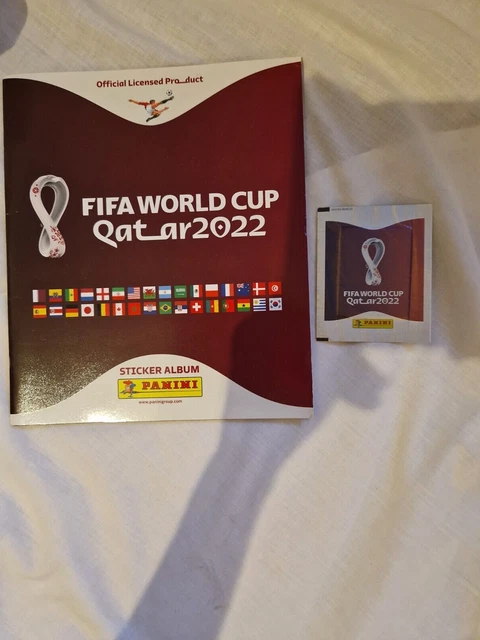 Official Licensed Product
FIFA WORLD CUP
Qatar2022
STICKER ALBUM
PANINI
www.paninigroup.com
FIFA WORLD CUP
Qatar2022
PANINI